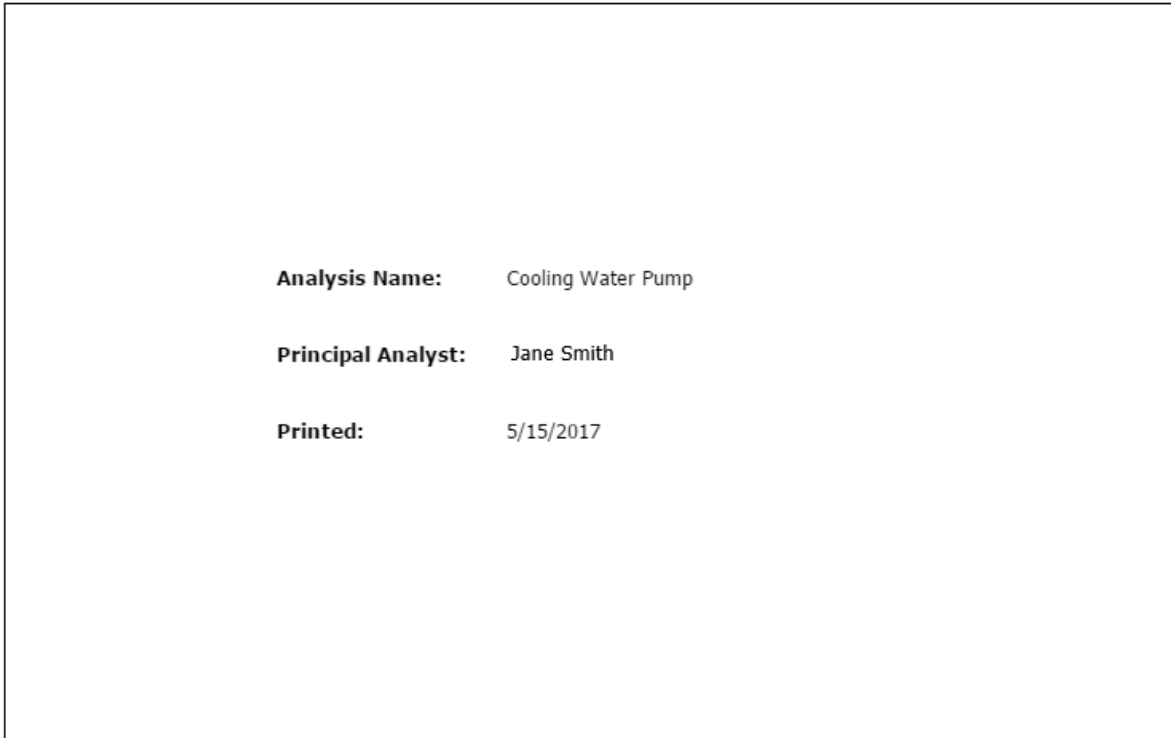 Analysis Name: Cooling Water Pump
Principal Analyst: Jane Smith
Printed: 5/15/2017